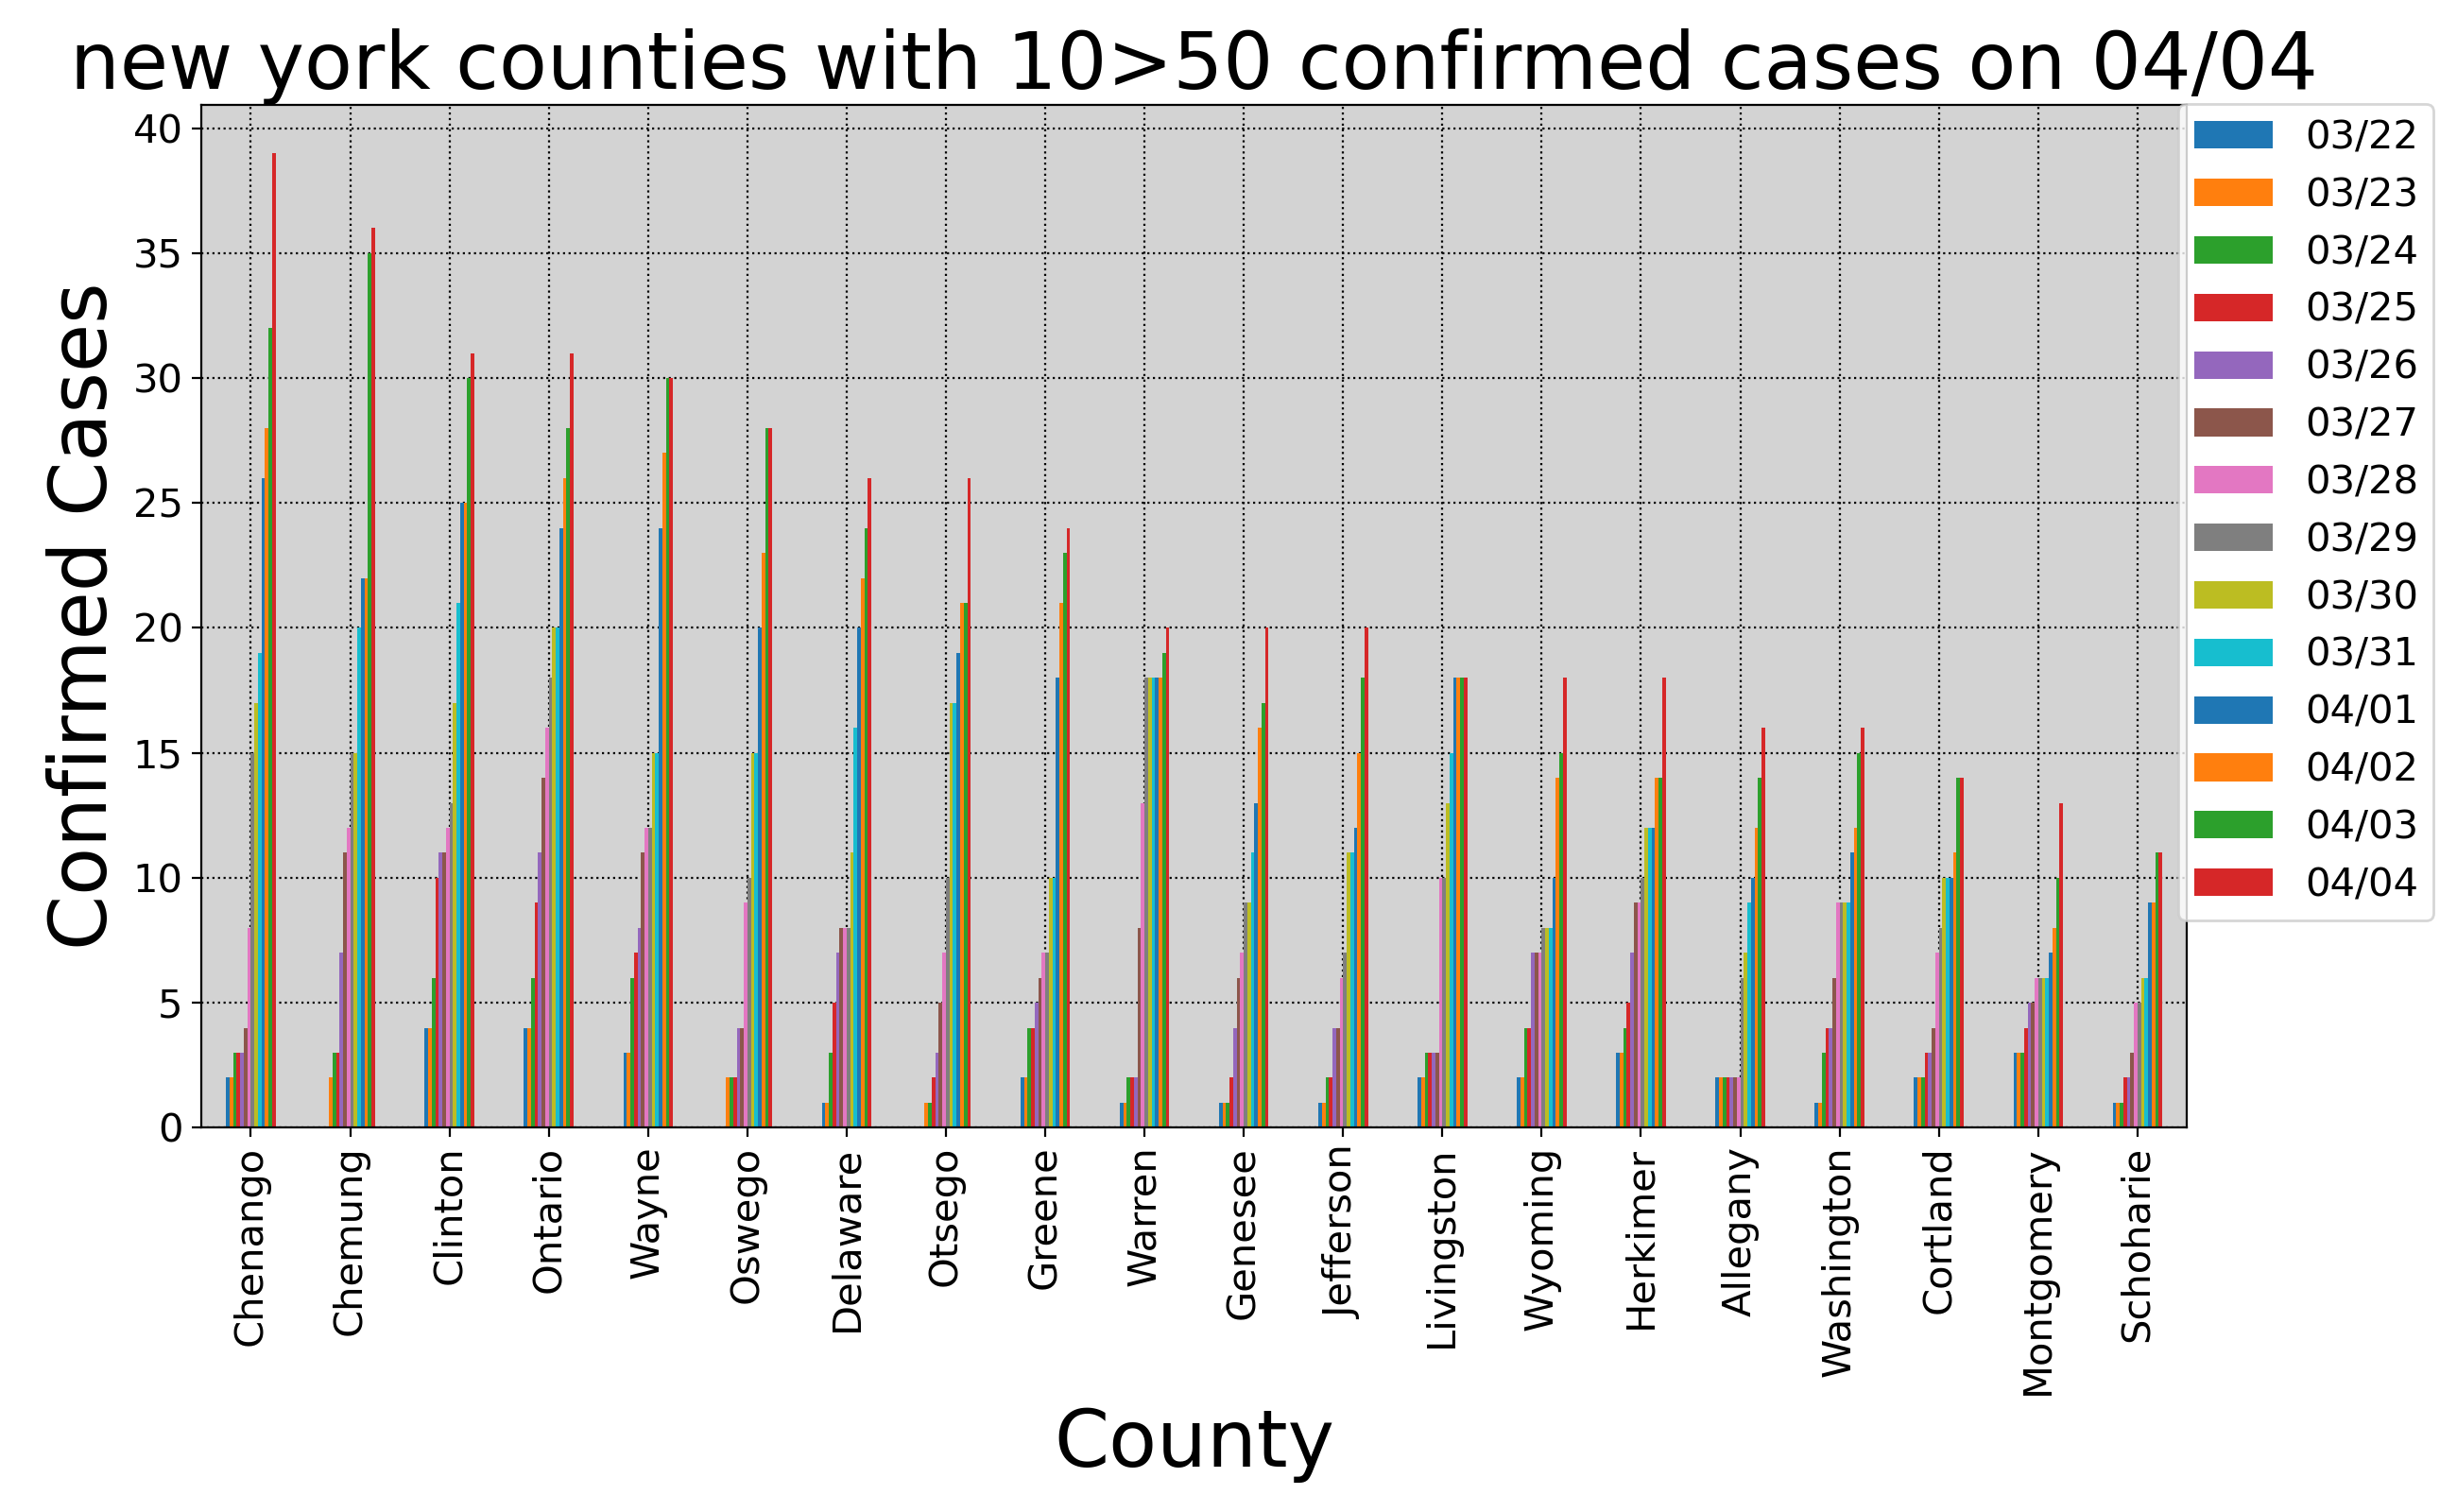 new york counties with 10>50 confirmed cases on 04/04
Confirmed Cases
40
35
30
25
20
15
10
5
0
03/22
03/23
03/24
03/25
03/26
03/27
03/28
03/29
03/30
03/31
04/01
04/02
04/03
04/04
Chenango
Chemung
Clinton
Ontario
Wayne
Oswego
Delaware
Otsego
Greene
Warren
Genesee
Jefferson
Livingston
Wyoming
Herkimer
Allegany
Washington
Cortland
Montgomery
Schoharie
County